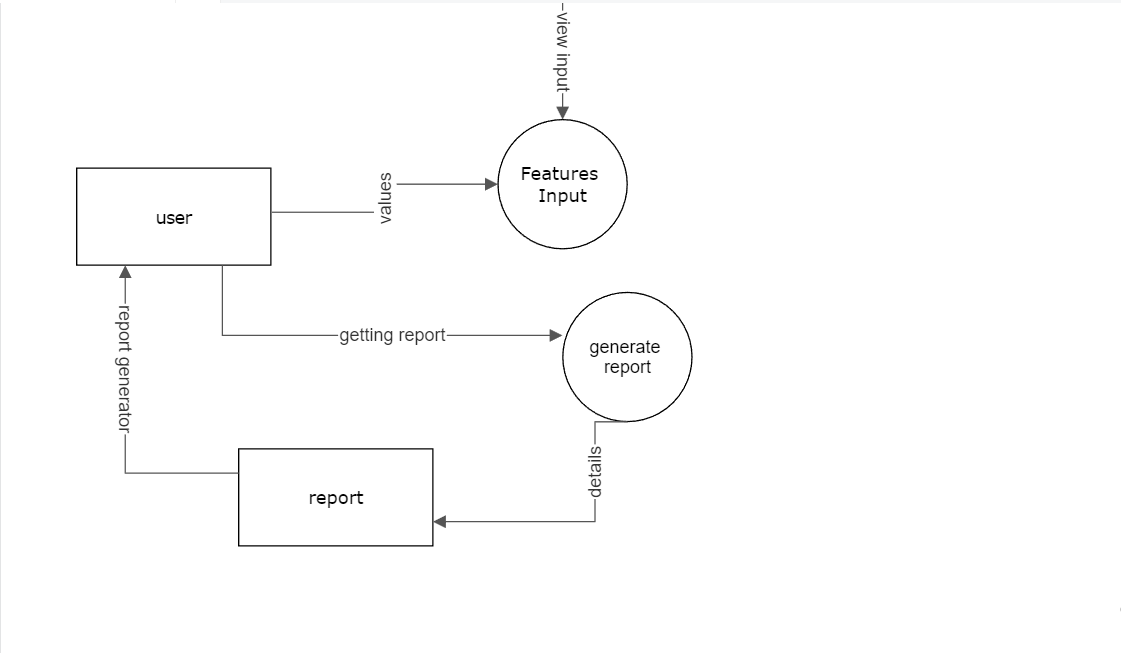 view input
Features
Input
values
user
getting report
generate
report
report generator
details
report